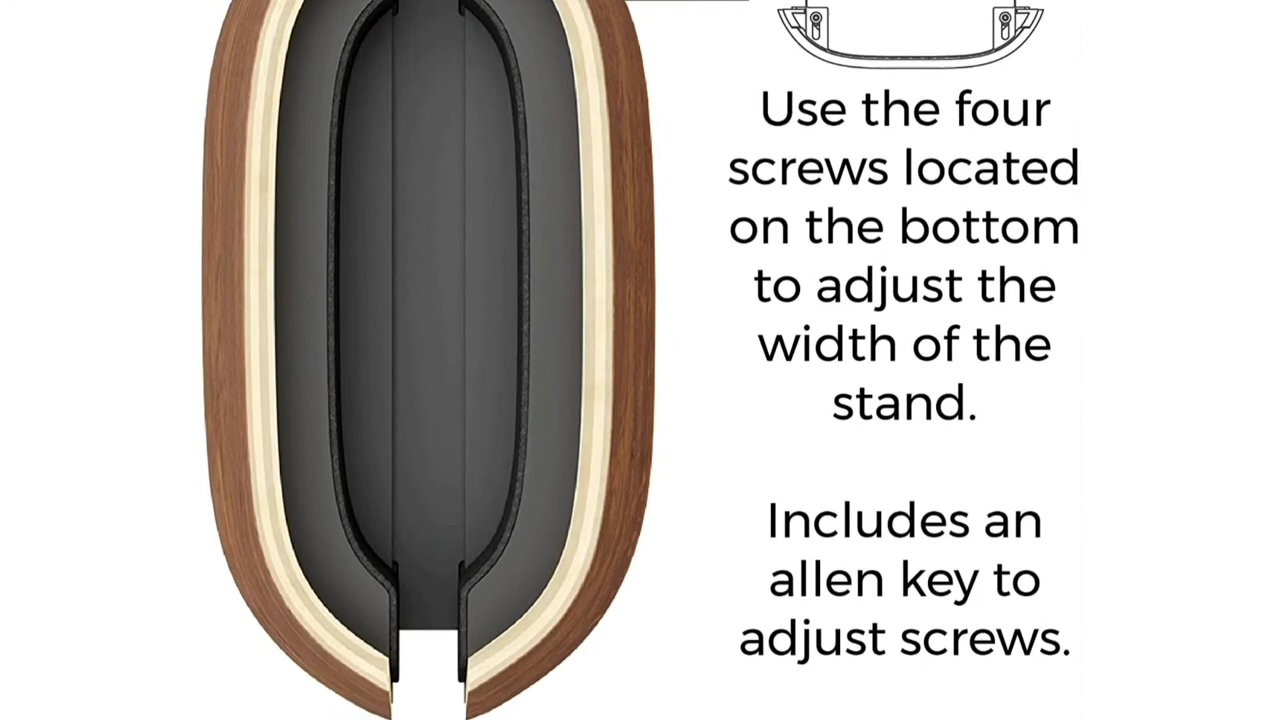 Use the four
screws located
on the bottom
to adjust the
width of the
stand.
Includes an
allen key to
adjust screws.